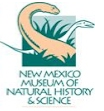 NEW MEXICO
MUSEUM OF
NATURAL HISTORY
& SCIENCE